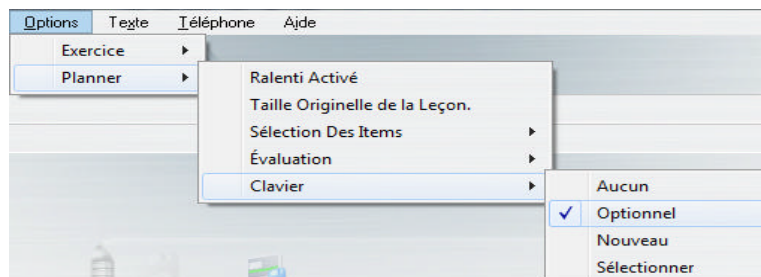 Options Texte Téléphone Ajde
Exercice
Planner
Ralenti Activé
Taille Originelle de la Leçon.
Sélection Des Items
Évaluation
Clavier
Aucun
Optionnel
Nouveau
Sélectionner